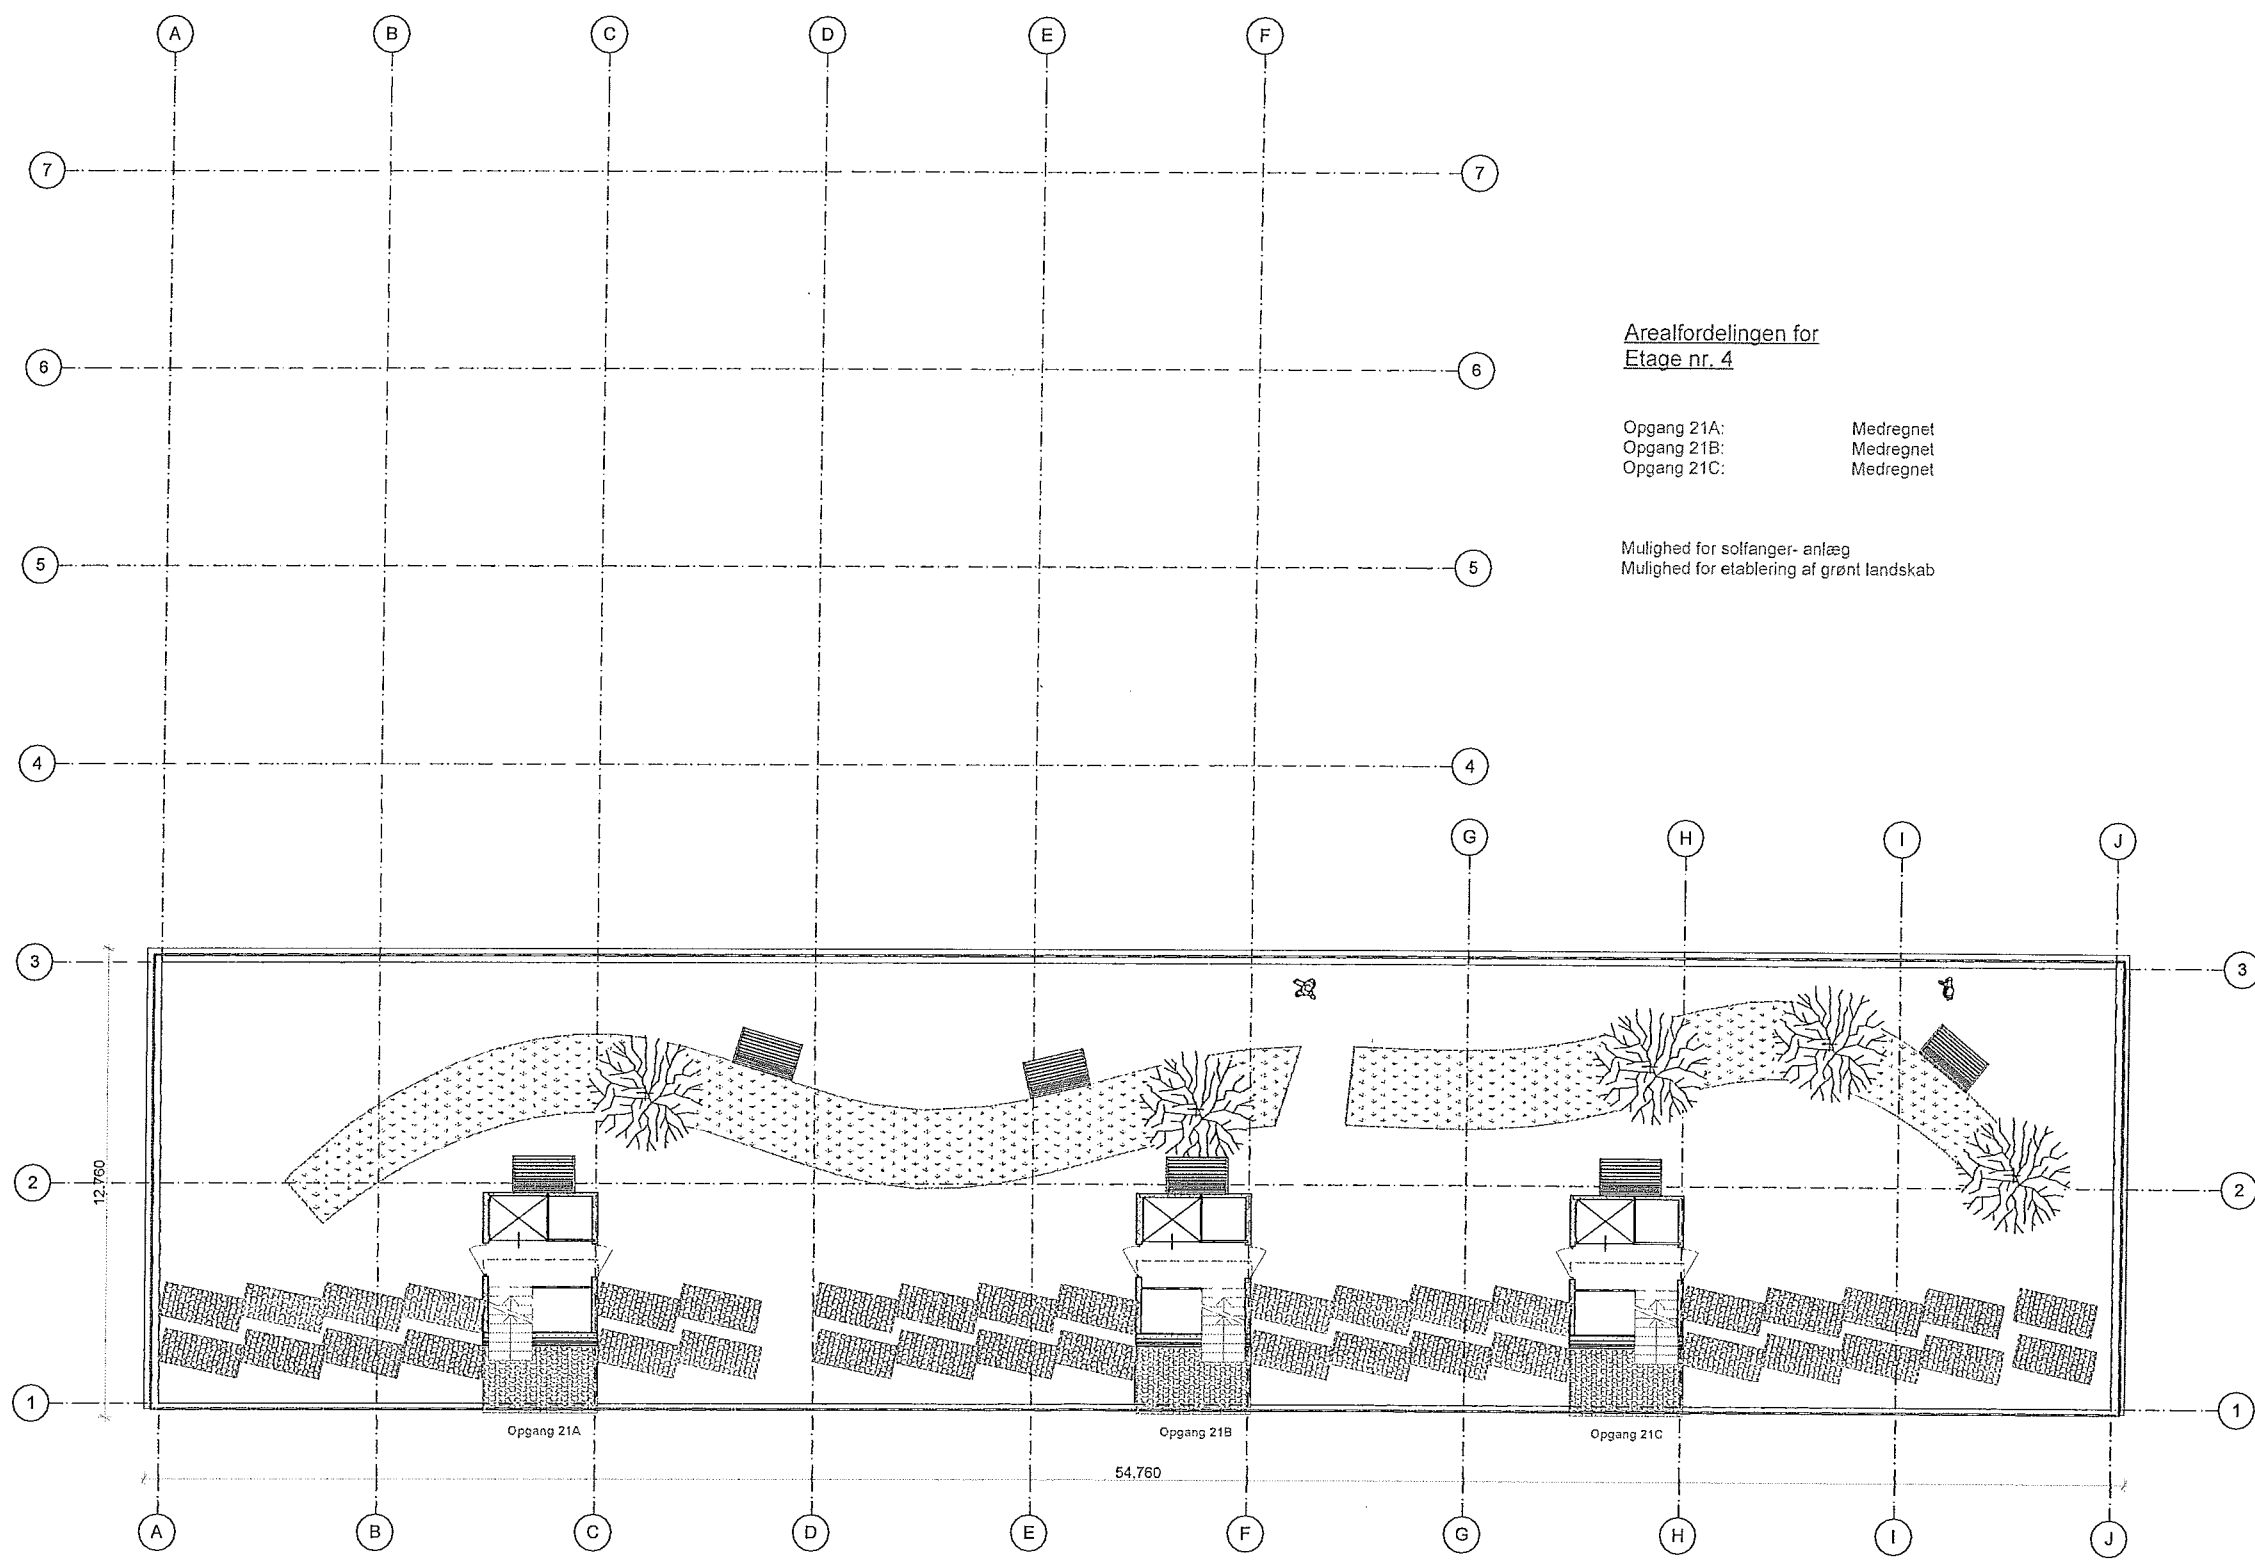 A B C D E F
7 7
Arealfordelingen for
Etage nr. 4
6 6
Opgang 21A: Medregnet
Opgang 21B: Medregnet
Opgang 21C: Medregnet
Mulighed for solfanger- anlæg
5 5
Mulighed for etablering af grønt landskab
4 4
G H I J
3 3
2 2
12,760
1 1
Opgang 21A Opgang 21B Opgang 21C
54,760
A B C D E F G H I J